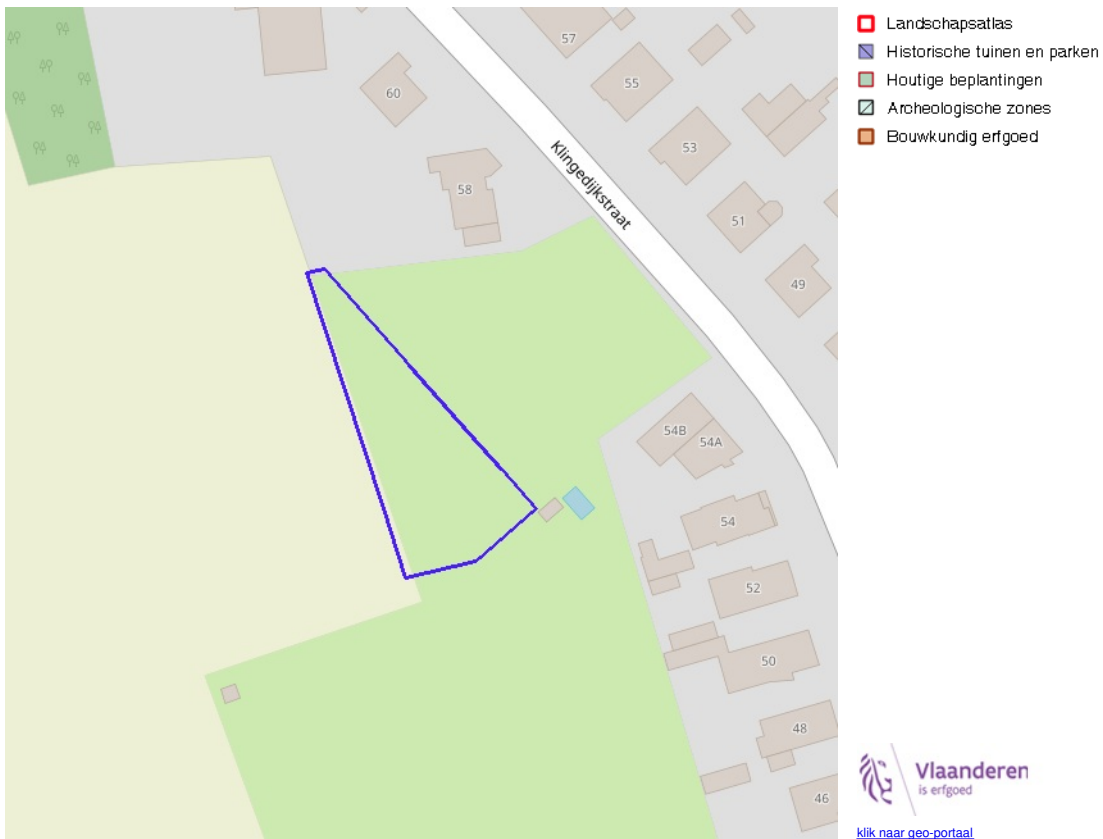 57
55
60
53
Klingedijkstraat
58
51
49
54B
54A
54
52
50
48
46
Landschapsatlas
Historische tuinen en parken
Houtige beplantingen
Archeologische zones
Bouwkundig erfgoed
Vlaanderen
is erfgoed
klik naar geo-portaal